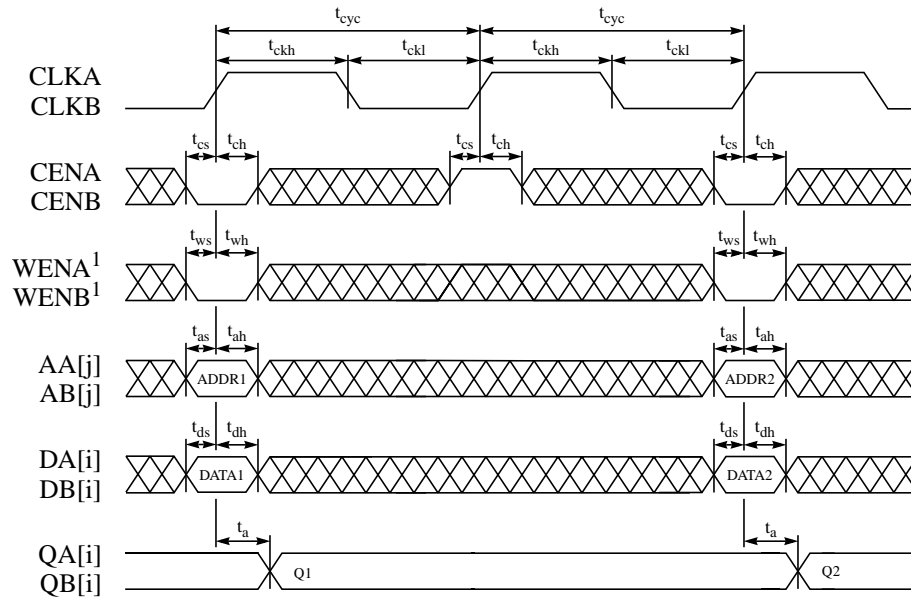 tcyc tcyc
tckh tckl tckh tckl
CLKA
CLKB
tcs tch tcs tch tcs tch
CENA
CENB
tws twh tws twh
WENA1
WENB1
tas tah tas tah
AA[j]
AB[j]
ADDR1 ADDR2
tds tdh tds tdh
DA[i]
DB[i]
DATA1 DATA2
ta ta
QA[i]
QB[i]
Q1 Q2